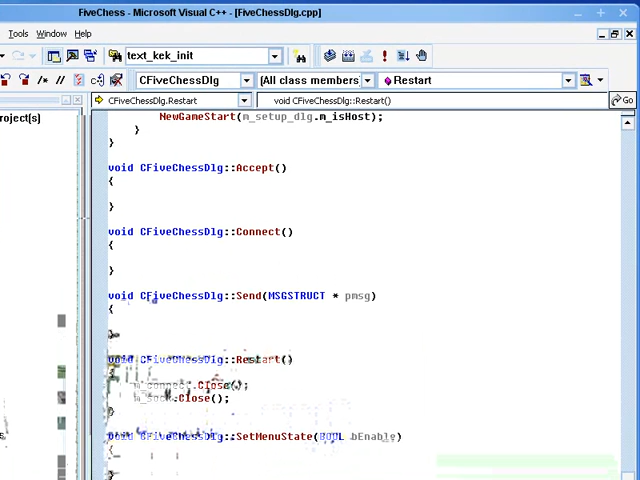 FiveChess - Microsoft Visual C++ - [FiveChessDlg.cpp]
Tools Window Help
text_kek_init
CFiveChessDlg (All class members) Restart
CFiveChessDlg.Restart void CFiveChessDlg::Restart() Go
roject(s)
NewGameStart(m_setup_dlg.m_isHost);
}
}
void CFiveChessDlg::Accept()
{
}
void CFiveChessDlg::Connect()
{
}
void CFiveChessDlg::Send(MSGSTRUCT * pmsg)
{
}
void CFiveChessDlg::Restart()
{
m_connect.Close();
m_sock.Close();
}
void CFiveChessDlg::SetMenuState(BOOL bEnable)
{
}